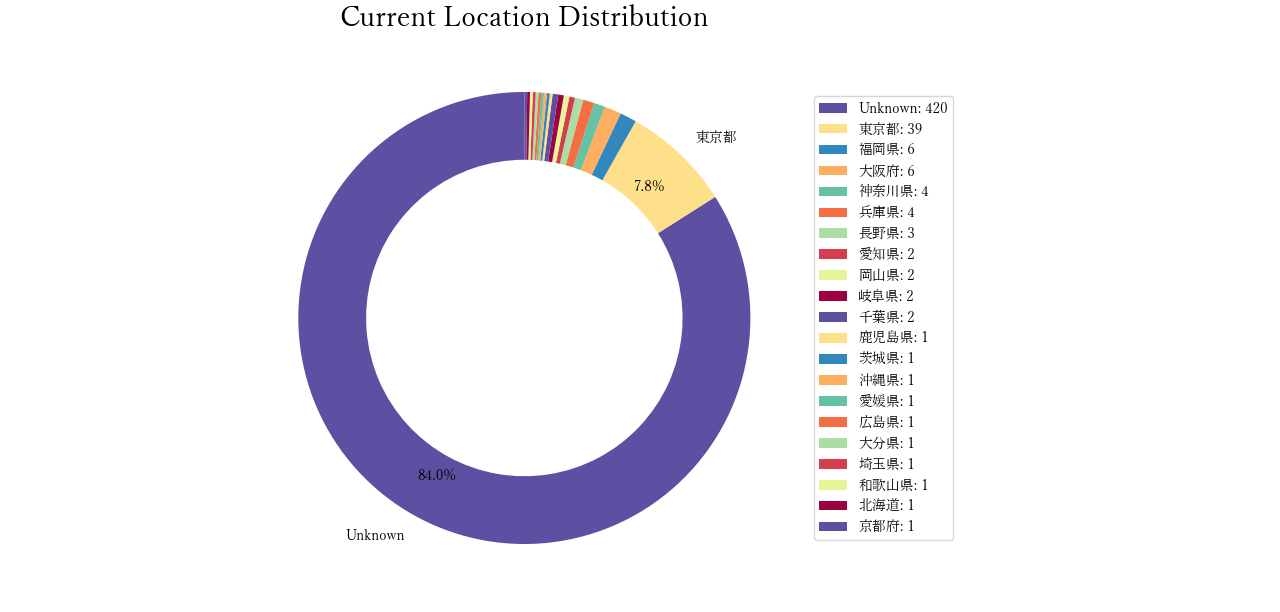 Current Location Distribution
東京都
7.8%
84.0%
Unknown
Unknown: 420
東京都: 39
福岡県: 6
大阪府: 6
神奈川県: 4
兵庫県: 4
長野県: 3
愛知県: 2
岡山県: 2
岐阜県: 2
千葉県: 2
鹿児島県: 1
茨城県: 1
沖縄県: 1
愛媛県: 1
広島県: 1
大分県: 1
埼玉県: 1
和歌山県: 1
北海道: 1
京都府: 1